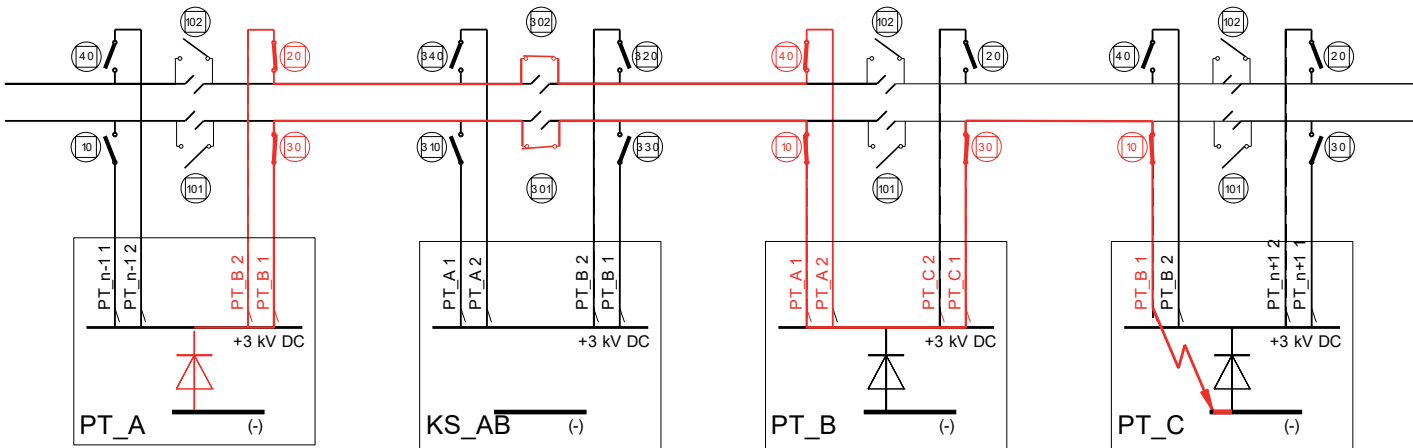 102 302 102 102
40 20 340 320 40 20 40 20
10 30 310 330 10 30 10 30
101 301 101 101
PT_n-1 1 PT_n-1 2 PT_B 2 PT_B 1 PT_A 1 PT_A 2 PT_B 2 PT_B 1 PT_A 1 PT_A 2 PT_C 2 PT_C 1 PT_B 1 PT_B 2 PT_n+1 2 PT_n+1 1
+3 kV DC +3 kV DC +3 kV DC +3 kV DC
PT_A (-) KS_AB (-) PT_B (-) PT_C (-)